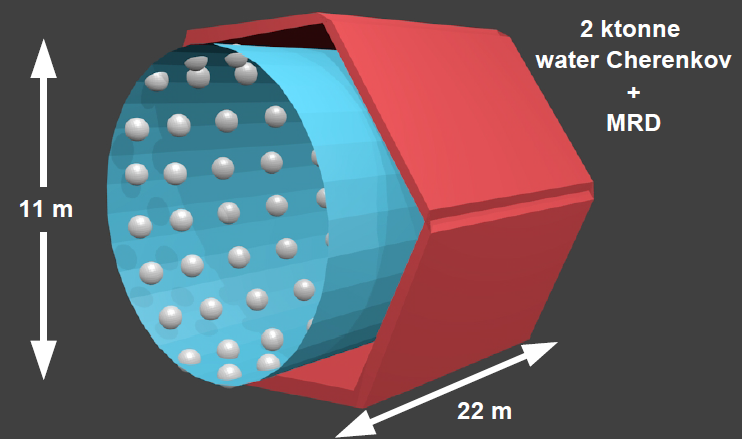 2 ktonne
water Cherenkov
+
MRD
11 m
22 m